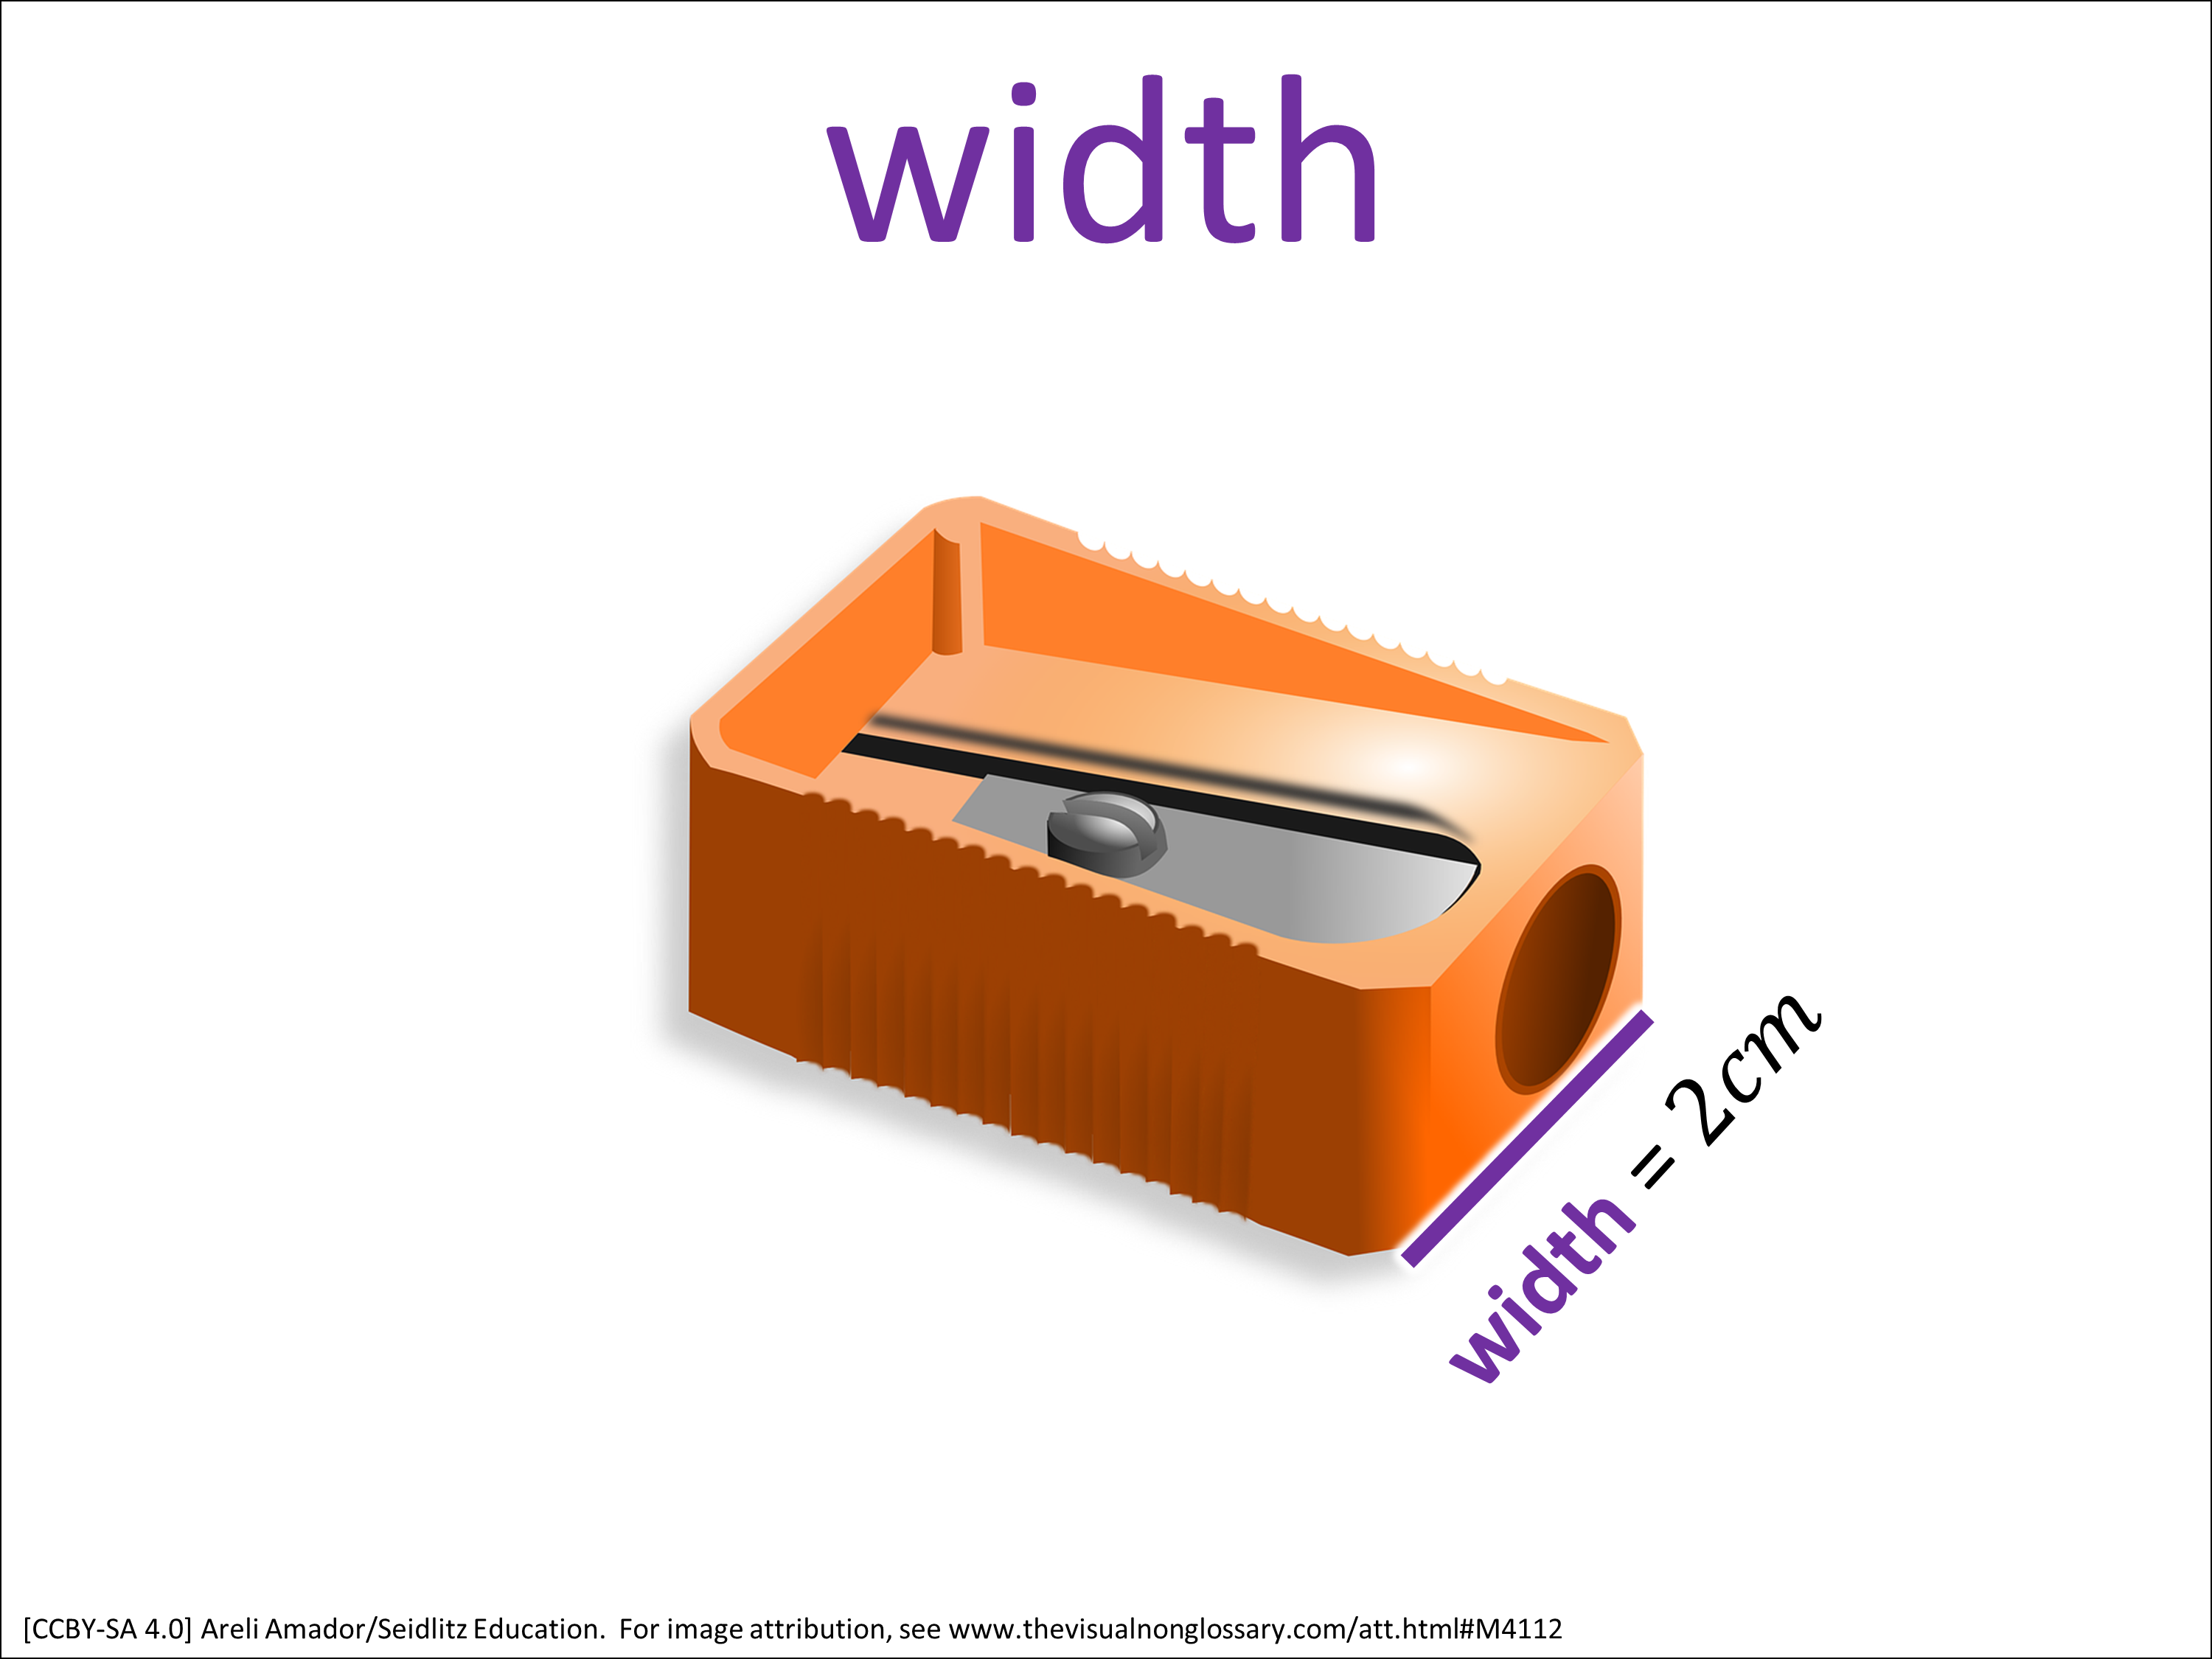 width
width = 2cm
[CCBY-SA 4.0] Areli Amador/Seidlitz Education.  For image attribution, see www.thevisualnonglossary.com/att.html#M4112